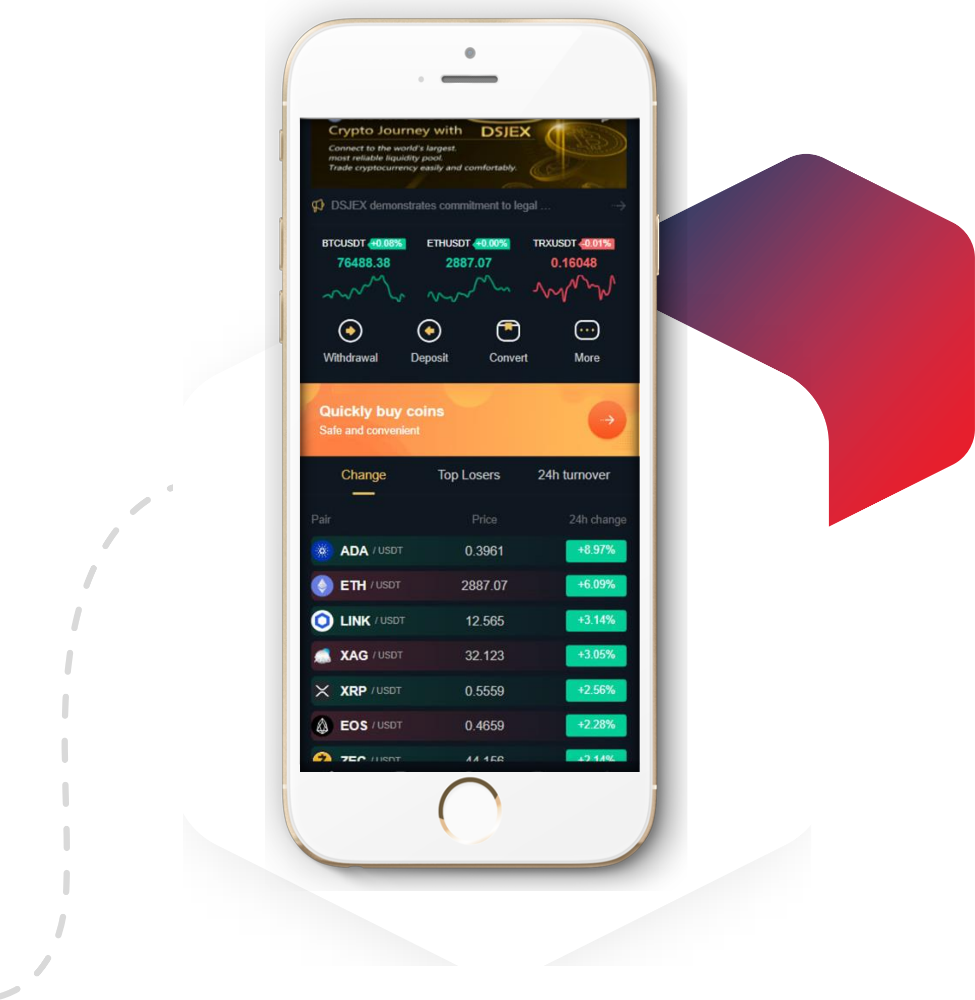 Crypto Journey with DSJEX
Connect to the world's largest.
most reliable liquidity pool.
Trade cryptocurrency easily and comfortably.
DSJEX demonstrates commitment to legal ...
BTCUSDT +0.08% ETHUSDT +0.00% TRXUSDT -0.01%
76488.38 2887.07 0.16048
Withdrawal Deposit Convert More
Quickly buy coins
Safe and convenient
Change Top Losers 24h turnover
Pair Price 24h change
ADA / USDT 0.3961 +8.97%
ETH / USDT 2887.07 +6.09%
LINK / USDT 12.565 +3.14%
XAG / USDT 32.123 +3.05%
XRP / USDT 0.5559 +2.56%
EOS / USDT 0.4659 +2.28%
ZEC / USDT 44.156 +2.14%